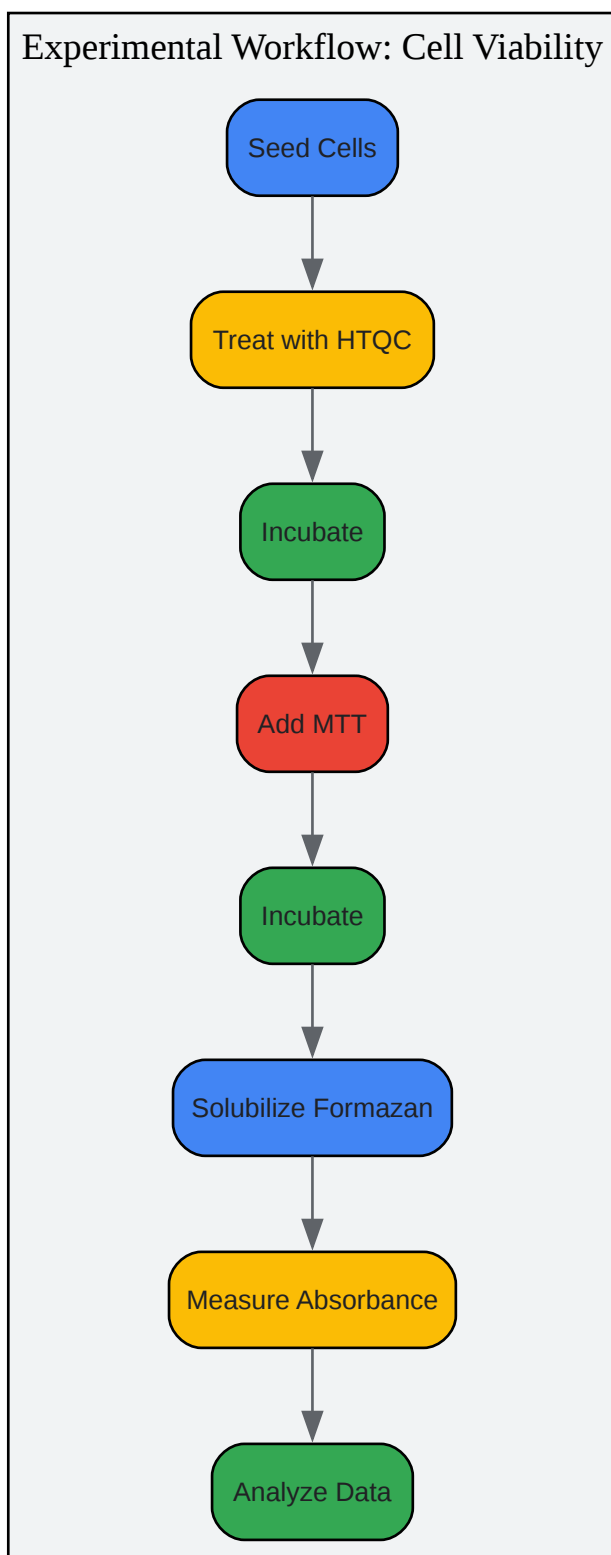 Experimental Workflow: Cell Viability
Seed Cells
Treat with HTQC
Incubate
Add MTT
Incubate
Solubilize Formazan
Measure Absorbance
Analyze Data